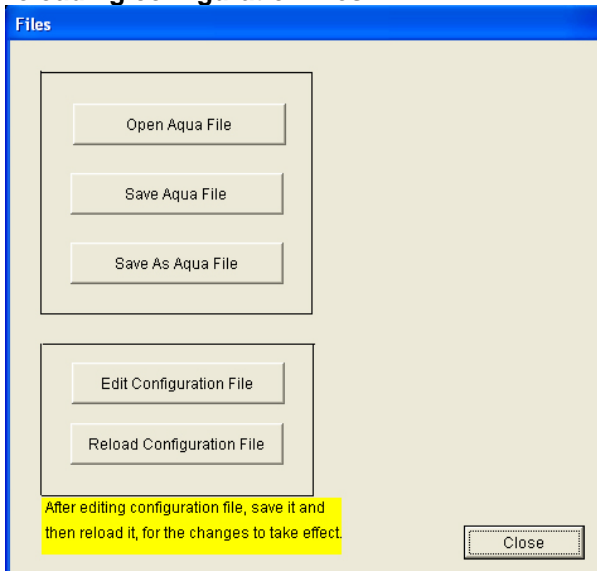 Files
Open Aqua File
Save Aqua File
Save As Aqua File
Edit Configuration File
Reload Configuration File
After editing configuration file, save it and
then reload it, for the changes to take effect.
Close